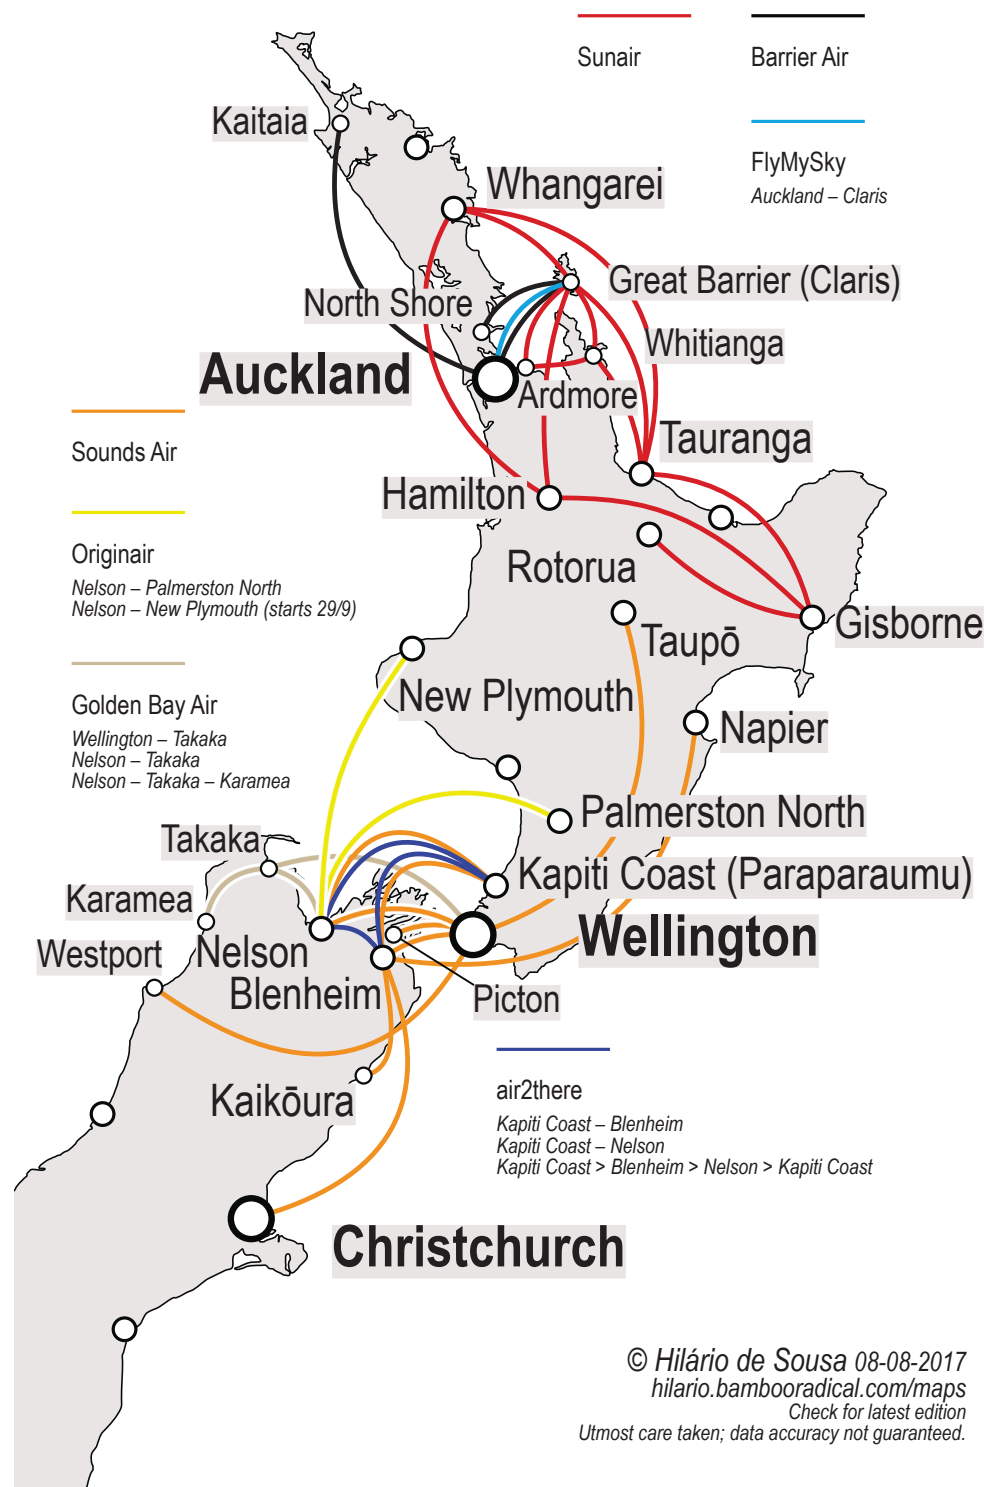 Sunair
Barrier Air
Kaitaia
FlyMySky
Auckland – Claris
Whangarei
Great Barrier (Claris)
North Shore
Whitianga
Auckland
Ardmore
Sounds Air
Tauranga
Hamilton
Originair
Nelson – Palmerston North
Nelson – New Plymouth (starts 29/9)
Rotorua
Gisborne
Taupō
Golden Bay Air
Wellington – Takaka
Nelson – Takaka
Nelson – Takaka – Karamea
New Plymouth
Napier
Palmerston North
Takaka
Kapiti Coast (Paraparaumu)
Karamea
Wellington
Westport
Nelson
Blenheim
Picton
Kaikōura
air2there
Kapiti Coast – Blenheim
Kapiti Coast – Nelson
Kapiti Coast > Blenheim > Nelson > Kapiti Coast
Christchurch
© Hilário de Sousa 08-08-2017
hilario.bambooradical.com/maps
Check for latest edition
Utmost care taken; data accuracy not guaranteed.